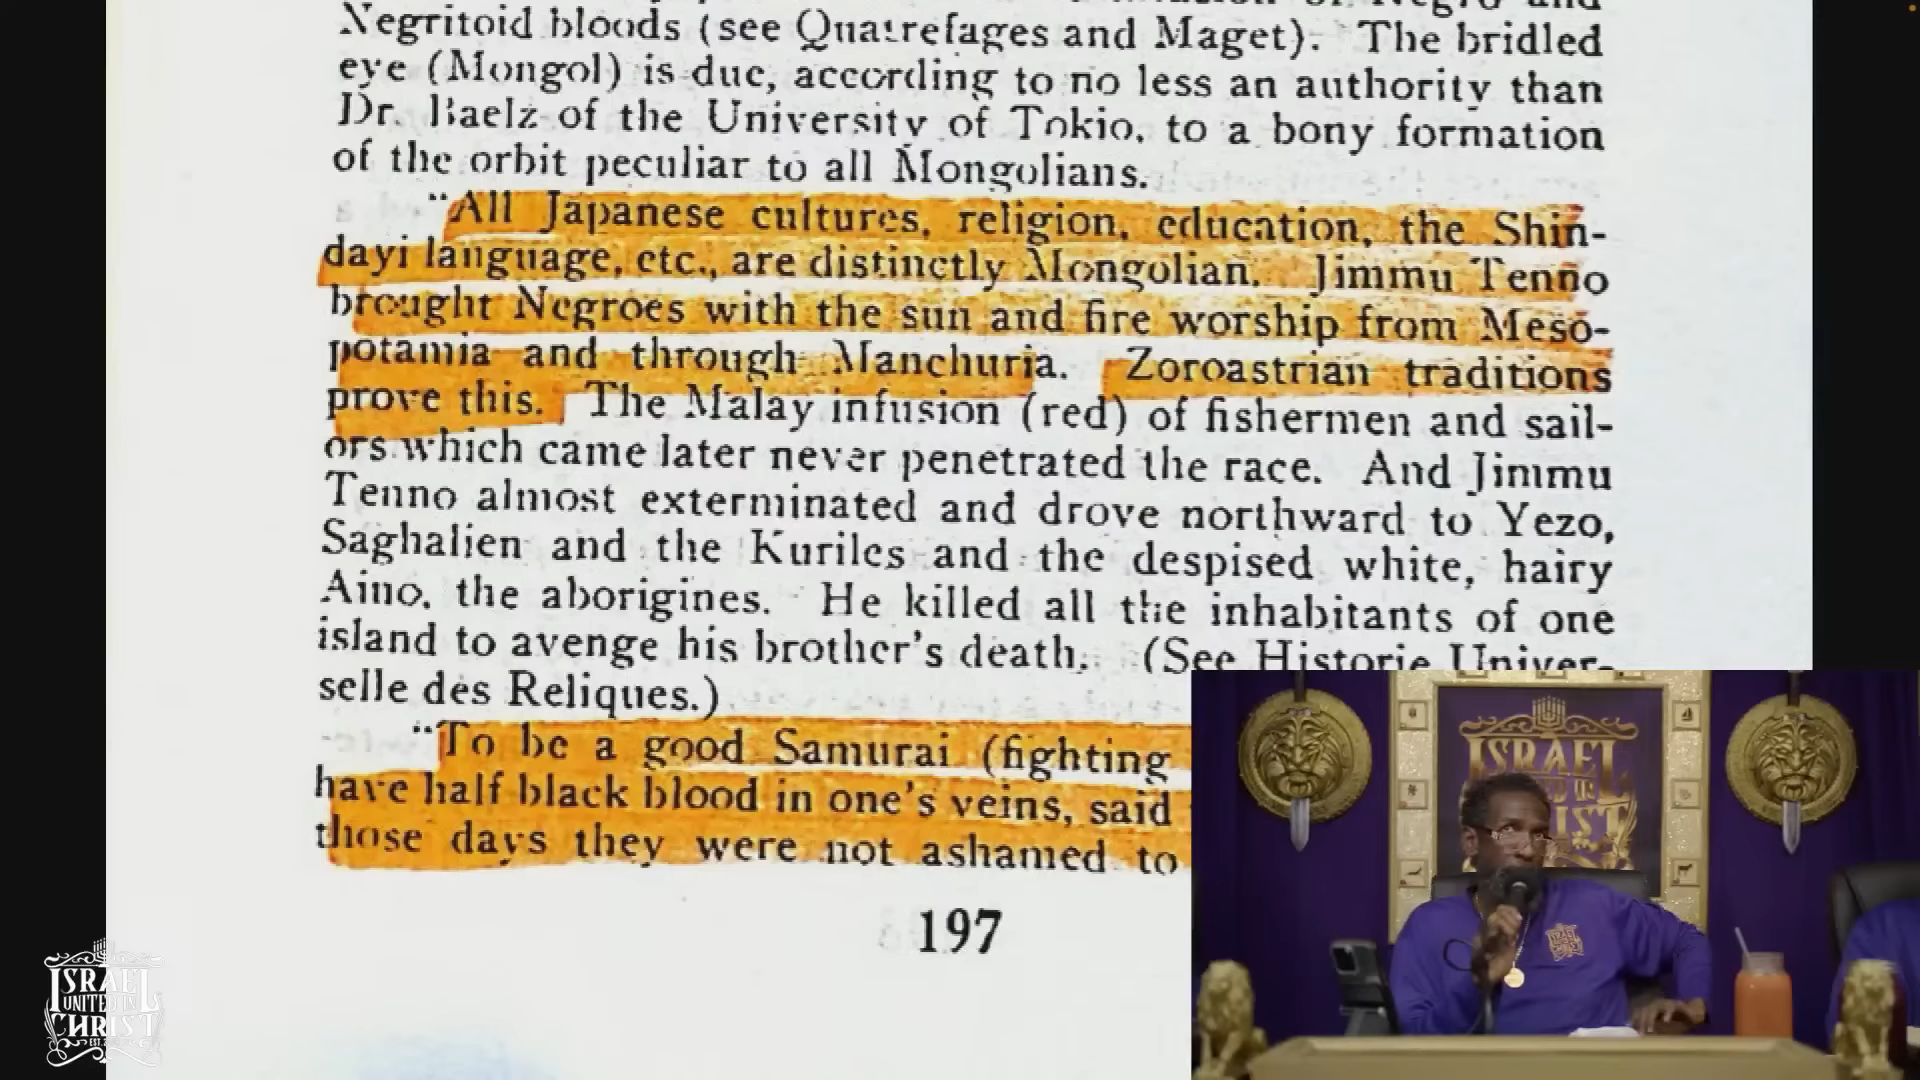 Negritoid bloods (see Quatrefages and Maget). The bridled
eye (Mongol) is due, according to no less an authority than
Dr. Baelz of the University of Tokio, to a bony formation
of the orbit peculiar to all Mongolians.
"All Japanese cultures, religion, education, the Shin-
dayi language, etc., are distinctly Mongolian. Jimmu Tenno
brought Negroes with the sun and fire worship from Meso-
potamia and through Manchuria. Zoroastrian traditions
prove this. The Malay infusion (red) of fishermen and sail-
ors which came later never penetrated the race. And Jimmu
Tenno almost exterminated and drove northward to Yezo,
Saghalien and the Kuriles and the despised white, hairy
Aino, the aborigines. He killed all the inhabitants of one
island to avenge his brother's death. (See Historie Univer-
selle des Reliques.)
"To be a good Samurai (fighting
have half black blood in one's veins, said
those days they were not ashamed to
197
ISRAEL
UNITED IN
CHRIST
ISRAEL